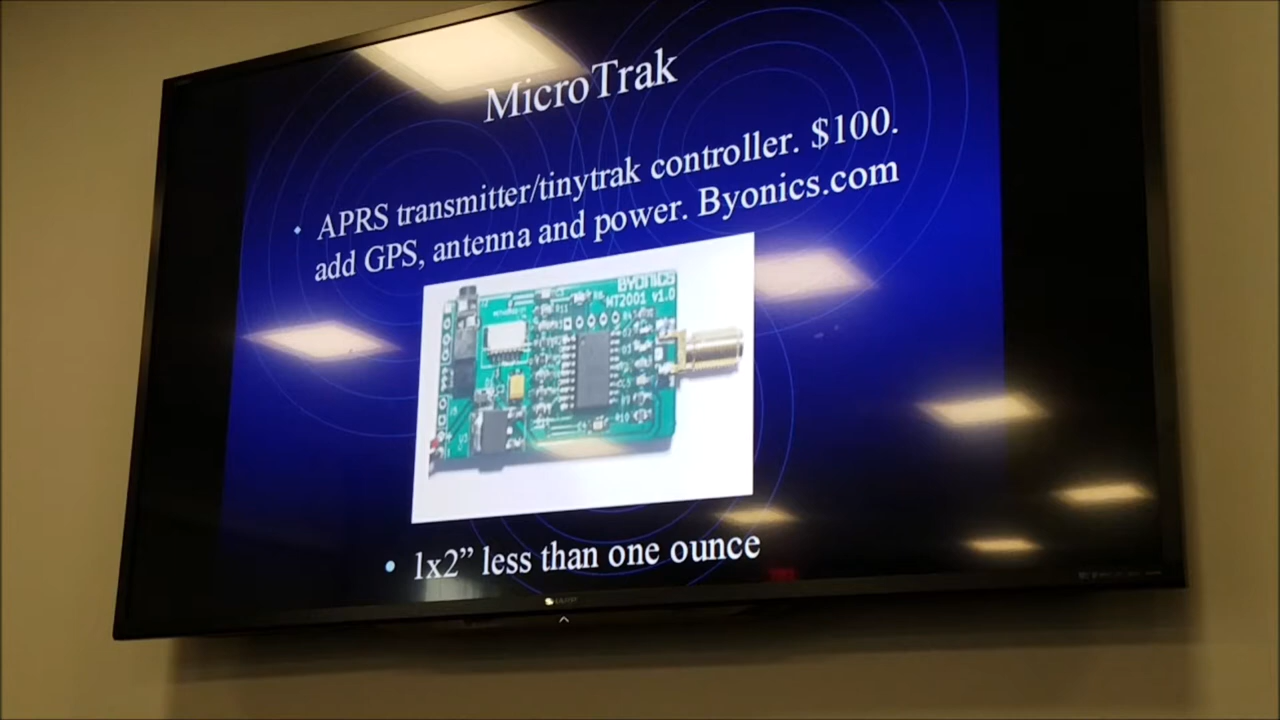 MicroTrak
• APRS transmitter/tinytrak controller. $100.
add GPS, antenna and power. Byonics.com
BYONICS
MT2001 v1.0
• 1x2” less than one ounce
SHARP